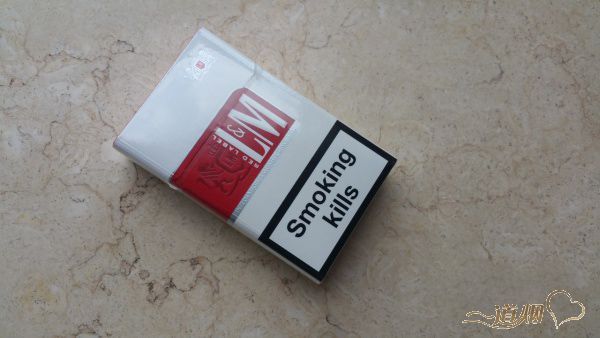 L&M
RED LABEL
Smoking
kills